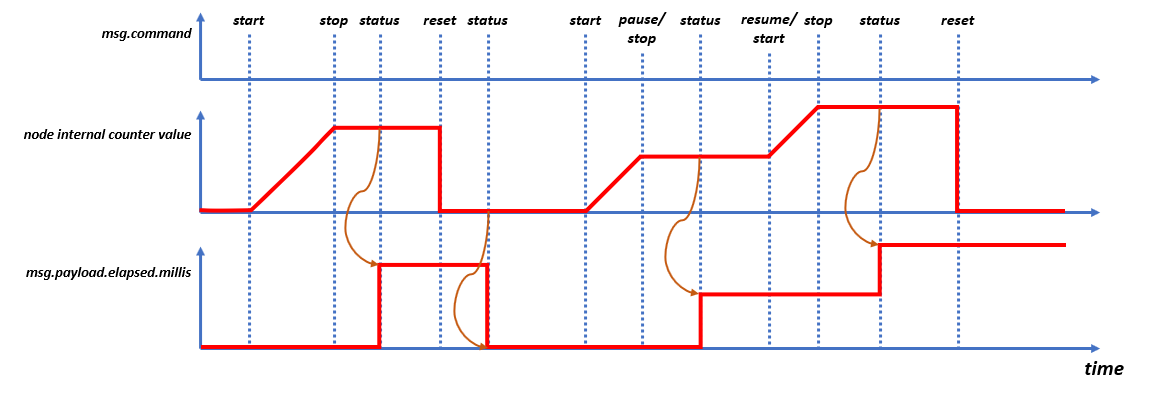 start stop status reset status start pause/ status resume/ stop status reset
stop start
msg.command
node internal counter value
msg.payload.elapsed.millis
time